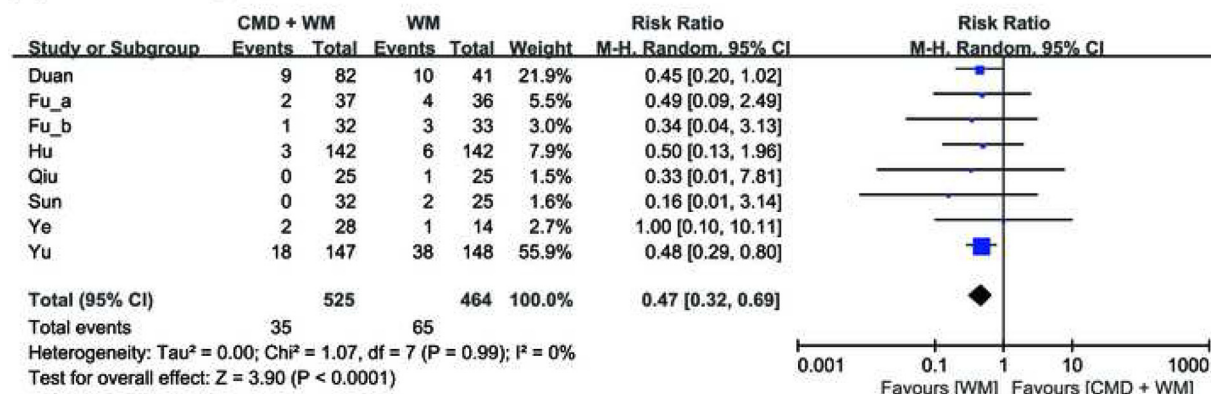 CMD + WM WM Risk Ratio Risk Ratio
Study or Subgroup Events Total Events Total Weight M-H. Random. 95% CI M-H. Random. 95% CI
Duan 9 82 10 41 21.9% 0.45 [0.20, 1.02]
Fu_a 2 37 4 36 5.5% 0.49 [0.09, 2.49]
Fu_b 1 32 3 33 3.0% 0.34 [0.04, 3.13]
Hu 3 142 6 142 7.9% 0.50 [0.13, 1.96]
Qiu 0 25 1 25 1.5% 0.33 [0.01, 7.81]
Sun 0 32 2 25 1.6% 0.16 [0.01, 3.14]
Ye 2 28 1 14 2.7% 1.00 [0.10, 10.11]
Yu 18 147 38 148 55.9% 0.48 [0.29, 0.80]
Total (95% CI) 525 464 100.0% 0.47 [0.32, 0.69]
Total events 35 65
Heterogeneity: Tau² = 0.00; Chi² = 1.07, df = 7 (P = 0.99); I² = 0%
Test for overall effect: Z = 3.90 (P < 0.0001)
0.001 0.1 1 10 1000
Favours [WM] Favours [CMD + WM]